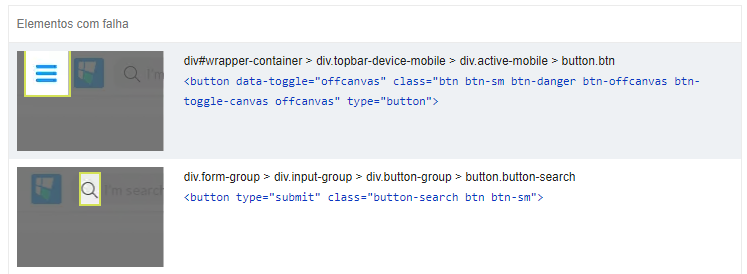 Elementos com falha
div#wrapper-container > div.topbar-device-mobile > div.active-mobile > button.btn
<button data-toggle="offcanvas" class="btn btn-sm btn-danger btn-offcanvas btn-
toggle-canvas offcanvas" type="button">
I'm
div.form-group > div.input-group > div.button-group > button.button-search
<button type="submit" class="button-search btn btn-sm">
I'm search